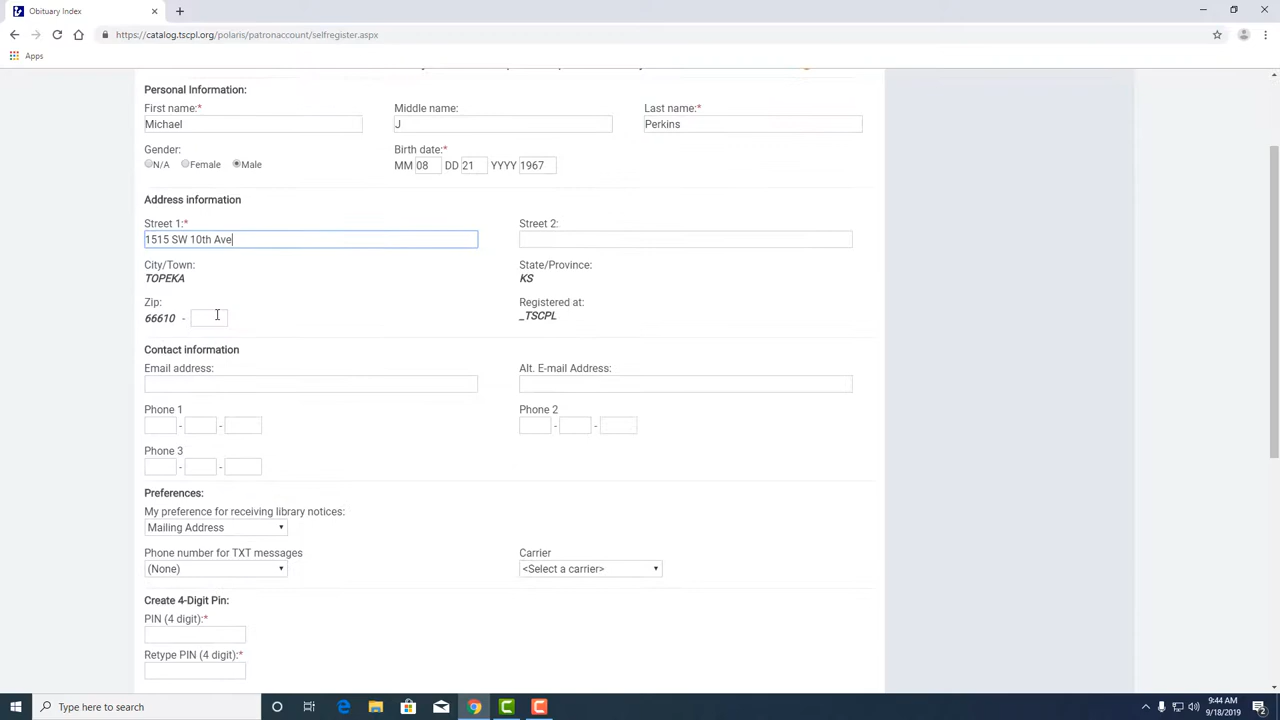 Obituary Index
https://catalog.tscpl.org/polaris/patronaccount/selfregister.aspx
Apps
Personal Information:
First name:* Middle name: Last name:*
Michael J Perkins
Gender: Birth date:*
N/A Female Male MM 08 DD 21 YYYY 1967
Address information
Street 1:* Street 2:
1515 SW 10th Ave
City/Town: State/Province:
TOPEKA KS
Zip: Registered at:
66610 - _TSCPL
Contact information
Email address: Alt. E-mail Address:
Phone 1 Phone 2
- - - -
Phone 3
- -
Preferences:
My preference for receiving library notices:
Mailing Address
Phone number for TXT messages Carrier
(None) <Select a carrier>
Create 4-Digit Pin:
PIN (4 digit):*
Retype PIN (4 digit):*
Type here to search
9:44 AM
9/18/2019
2